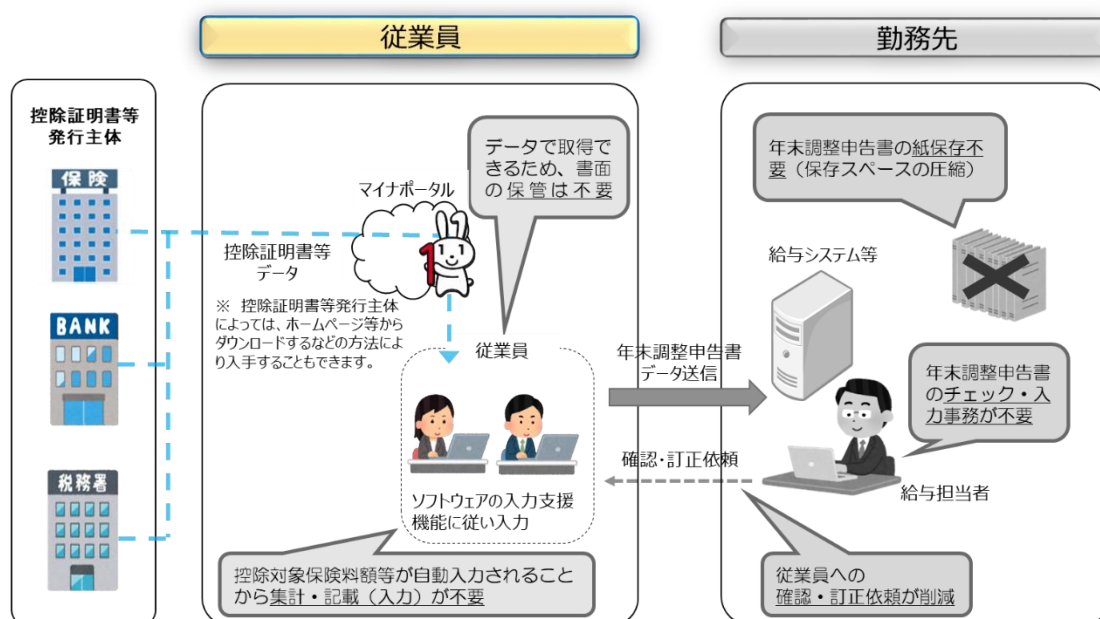 従業員
勤務先
控除証明書等
発行主体
保険
BANK
税務署
控除証明書等
データ
※ 控除証明書等発行主体
によっては、ホームページ等から
ダウンロードするなどの方法によ
り入手することもできます。
マイナポータル
1 1
1
データで取得で
きるため、書面
の保管は不要
従業員
ソフトウェアの入力支援
機能に従い入力
控除対象保険料額等が自動入力されること
から集計・記載（入力）が不要
年末調整申告書
データ送信
確認・訂正依頼
年末調整申告書の紙保存不
要（保存スペースの圧縮）
給与システム等
年末調整申告書
のチェック・入
力事務が不要
給与担当者
従業員への
確認・訂正依頼が削減